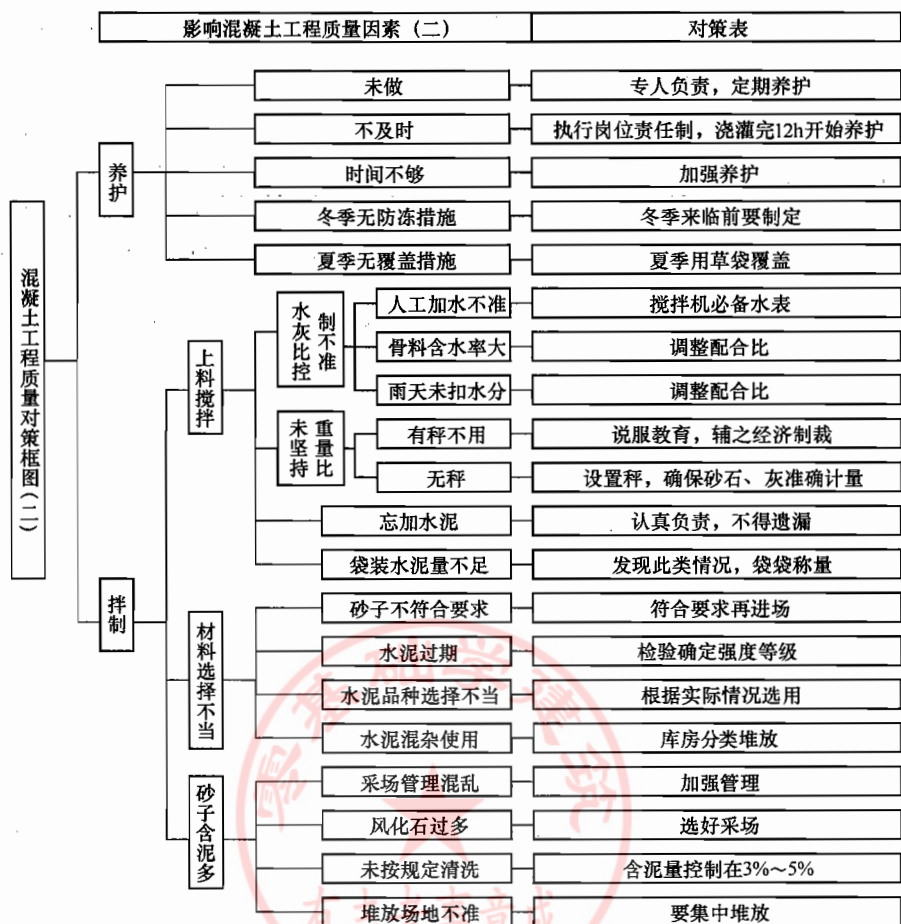 影响混凝土工程质量因素（二） 对策表
混凝土工程质量对策框图（二）
养护
未做 专人负责，定期养护
不及时 执行岗位责任制，浇灌完12h开始养护
时间不够 加强养护
冬季无防冻措施 冬季来临前要制定
夏季无覆盖措施 夏季用草袋覆盖
拌制
上料搅拌
水灰比控制不准
人工加水不准 搅拌机必备水表
骨料含水率大 调整配合比
雨天未扣水分 调整配合比
未坚持重量比
有秤不用 说服教育，辅之经济制裁
无秤 设置秤，确保砂石、灰准确计量
忘加水泥 认真负责，不得遗漏
袋装水泥量不足 发现此类情况，袋袋称量
材料选择不当
砂子不符合要求 符合要求再进场
水泥过期 检验确定强度等级
水泥品种选择不当 根据实际情况选用
水泥混杂使用 库房分类堆放
砂子含泥多
采场管理混乱 加强管理
风化石过多 选好采场
未按规定清洗 含泥量控制在3%～5%
堆放场地不准 要集中堆放
零基础学建筑